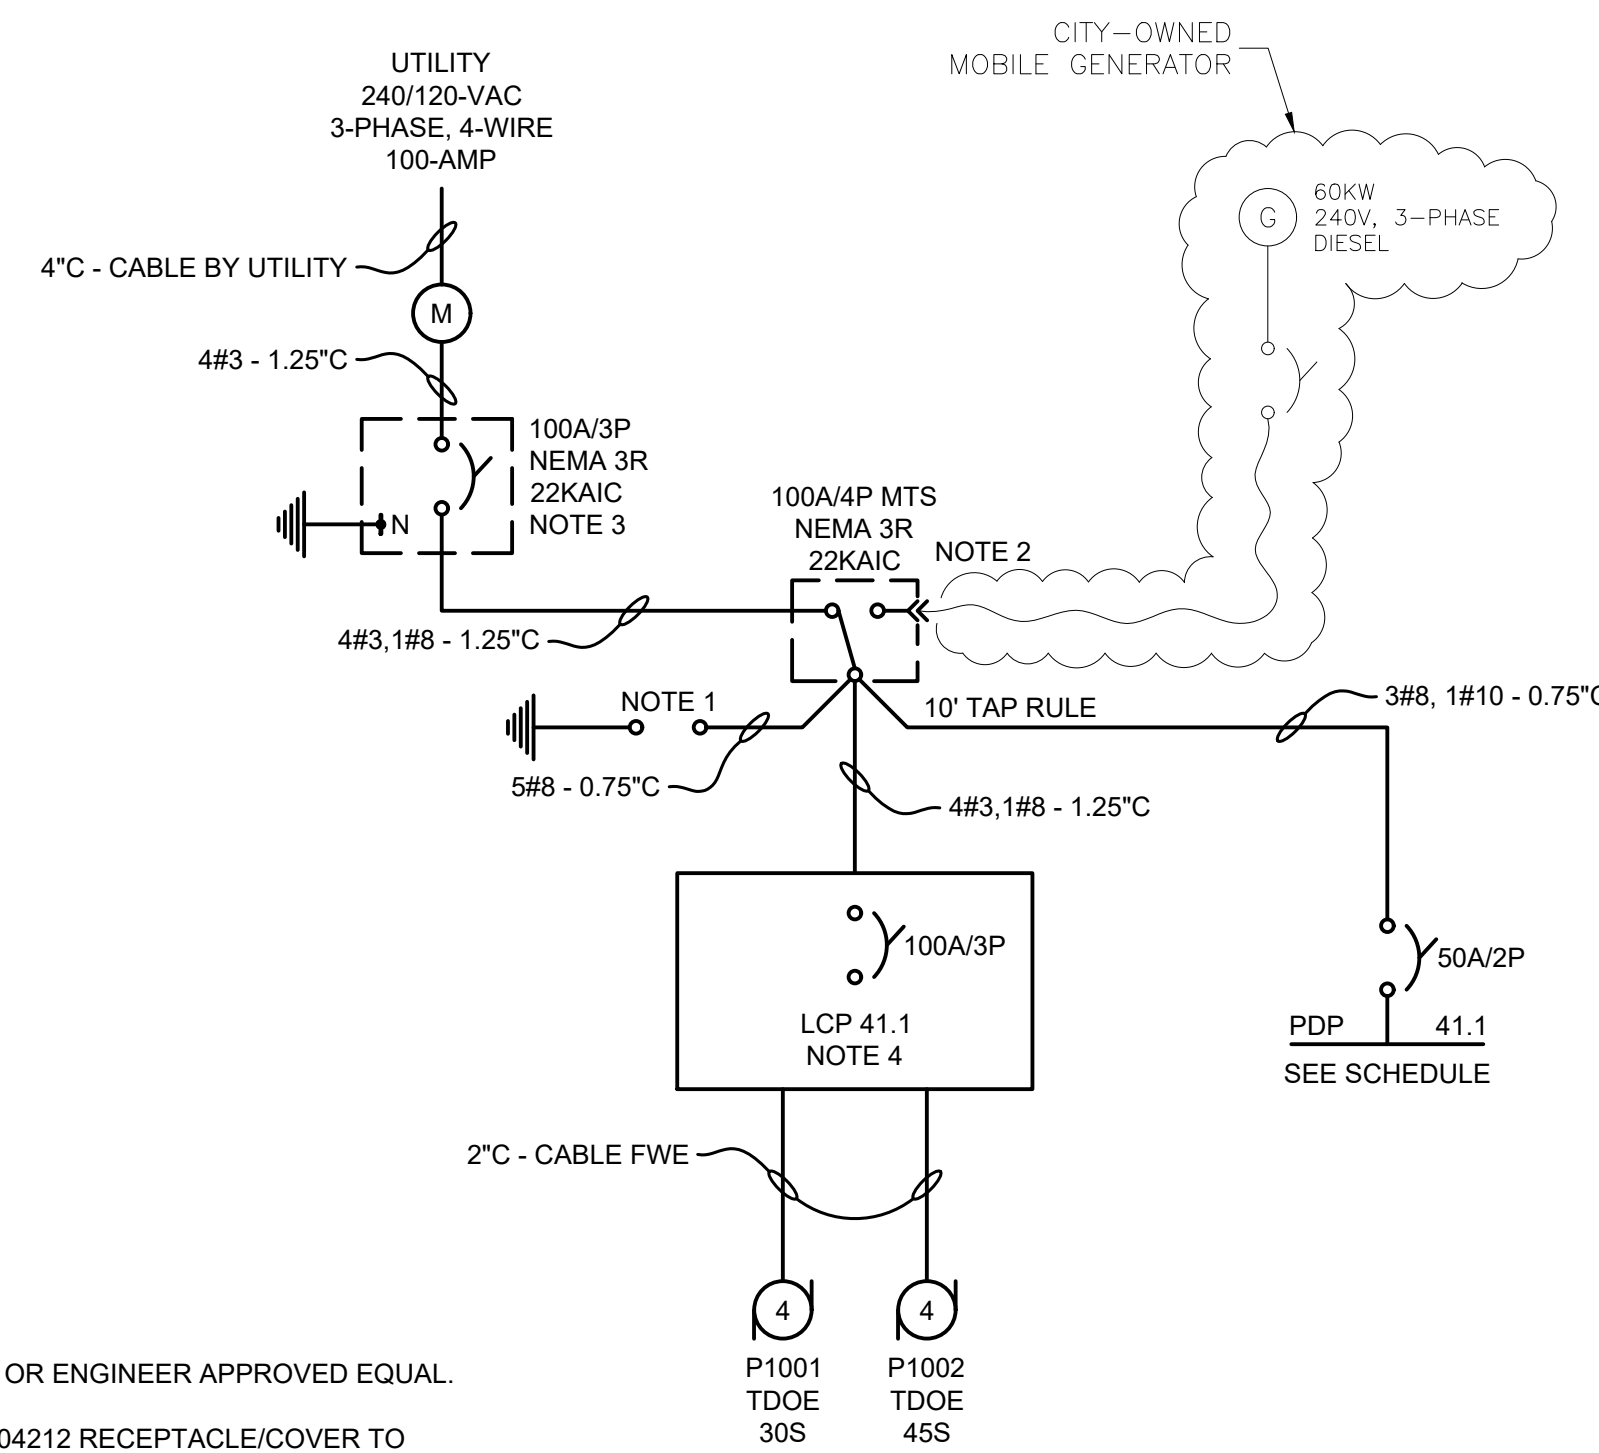 CITY-OWNED
MOBILE GENERATOR
UTILITY
240/120-VAC
3-PHASE, 4-WIRE
100-AMP
60KW
240V, 3-PHASE
DIESEL
G
4"C - CABLE BY UTILITY
M
4#3 - 1.25"C
100A/3P
NEMA 3R
22KAIC
NOTE 3
N
100A/4P MTS
NEMA 3R
22KAIC
NOTE 2
4#3,1#8 - 1.25"C
NOTE 1
10' TAP RULE
3#8, 1#10 - 0.75"C
5#8 - 0.75"C
4#3,1#8 - 1.25"C
100A/3P
LCP 41.1
NOTE 4
50A/2P
PDP 41.1
SEE SCHEDULE
2"C - CABLE FWE
4
4
P1001
TDOE
30S
P1002
TDOE
45S
OR ENGINEER APPROVED EQUAL.
04212 RECEPTACLE/COVER TO